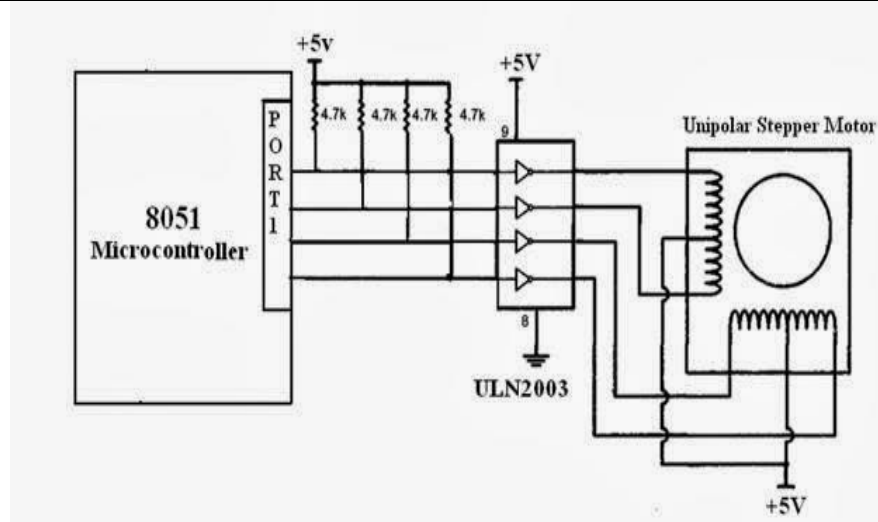 +5v
+5V
4.7k 4.7k 4.7k 4.7k
9
Unipolar Stepper Motor
P
O
R
T
1
8051
Microcontroller
8
ULN2003
+5V